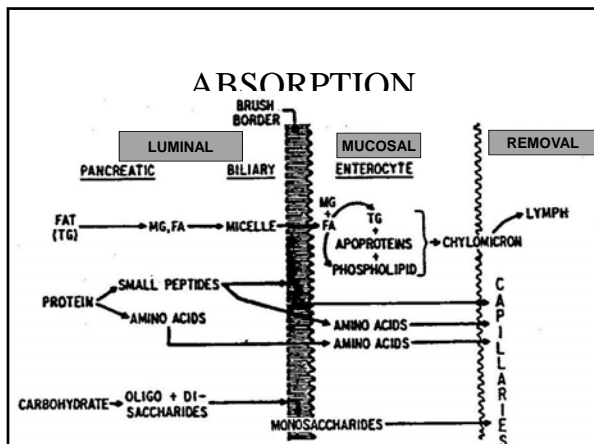 ABSORPTION
BRUSH
BORDER
LUMINAL
MUCOSAL
REMOVAL
PANCREATIC
BILIARY
ENTEROCYTE
FAT
(TG)
MG, FA
MICELLE
MG
+
FA
TG
+
APOPROTEINS
+
PHOSPHOLIPID
CHYLOMICRON
LYMPH
PROTEIN
SMALL PEPTIDES
AMINO ACIDS
AMINO ACIDS
AMINO ACIDS
CARBOHYDRATE
OLIGO + DI-
SACCHARIDES
MONOSACCHARIDES
CAPILLARIES